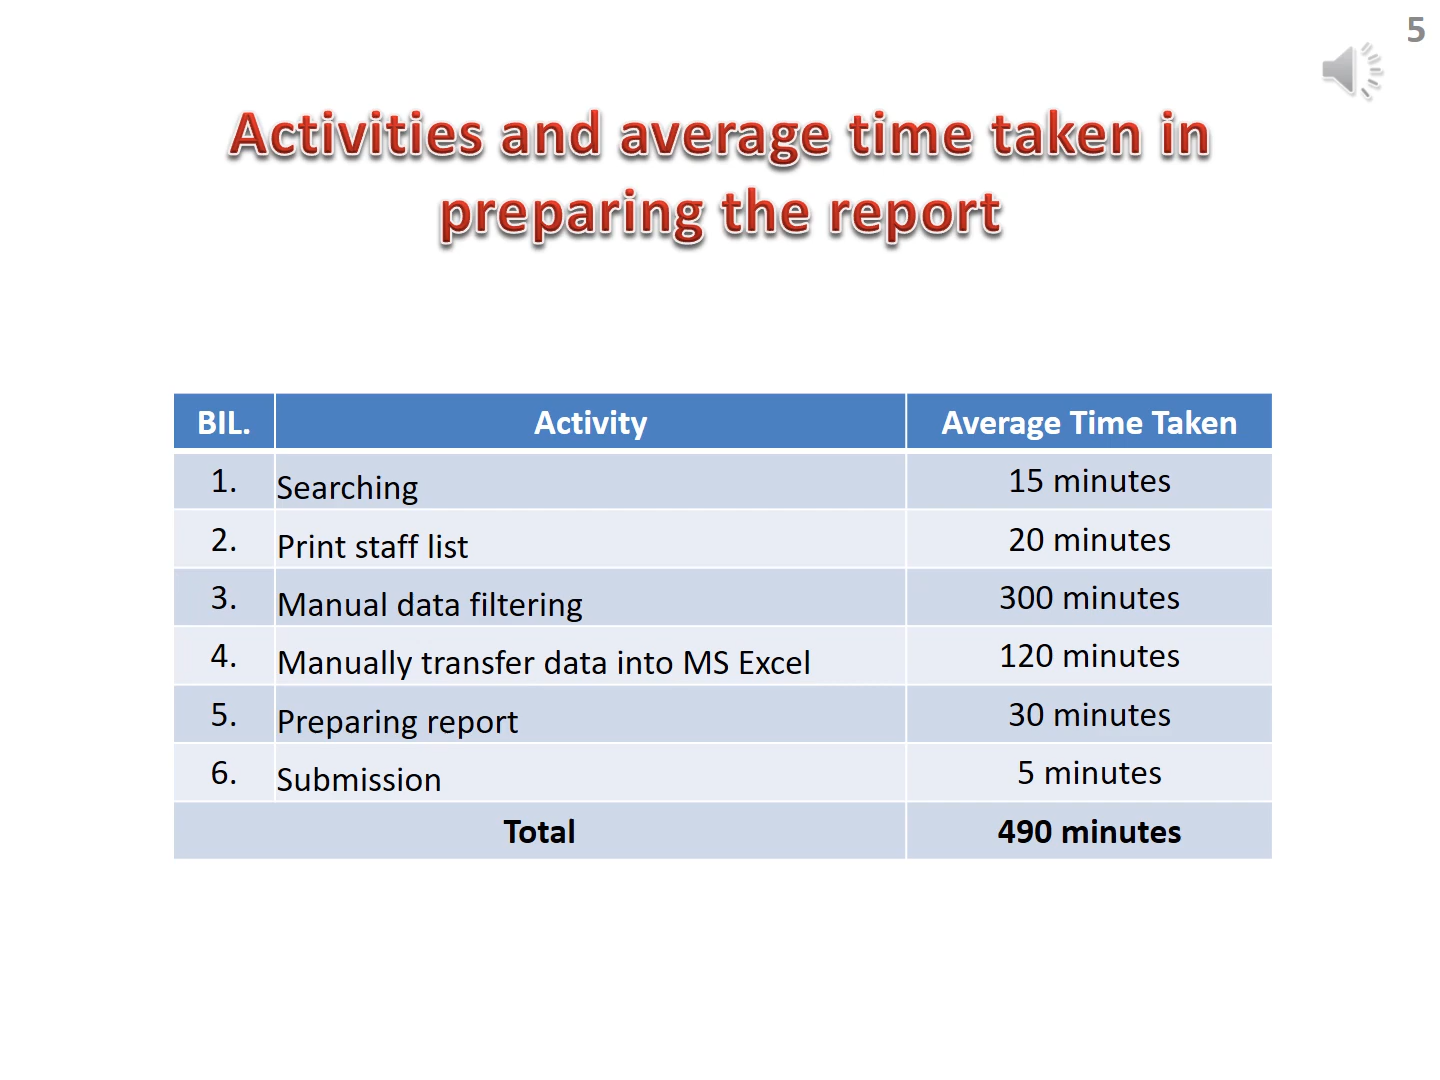 5
Activities and average time taken in
preparing the report
BIL. Activity Average Time Taken
1. Searching 15 minutes
2. Print staff list 20 minutes
3. Manual data filtering 300 minutes
4. Manually transfer data into MS Excel 120 minutes
5. Preparing report 30 minutes
6. Submission 5 minutes
Total 490 minutes